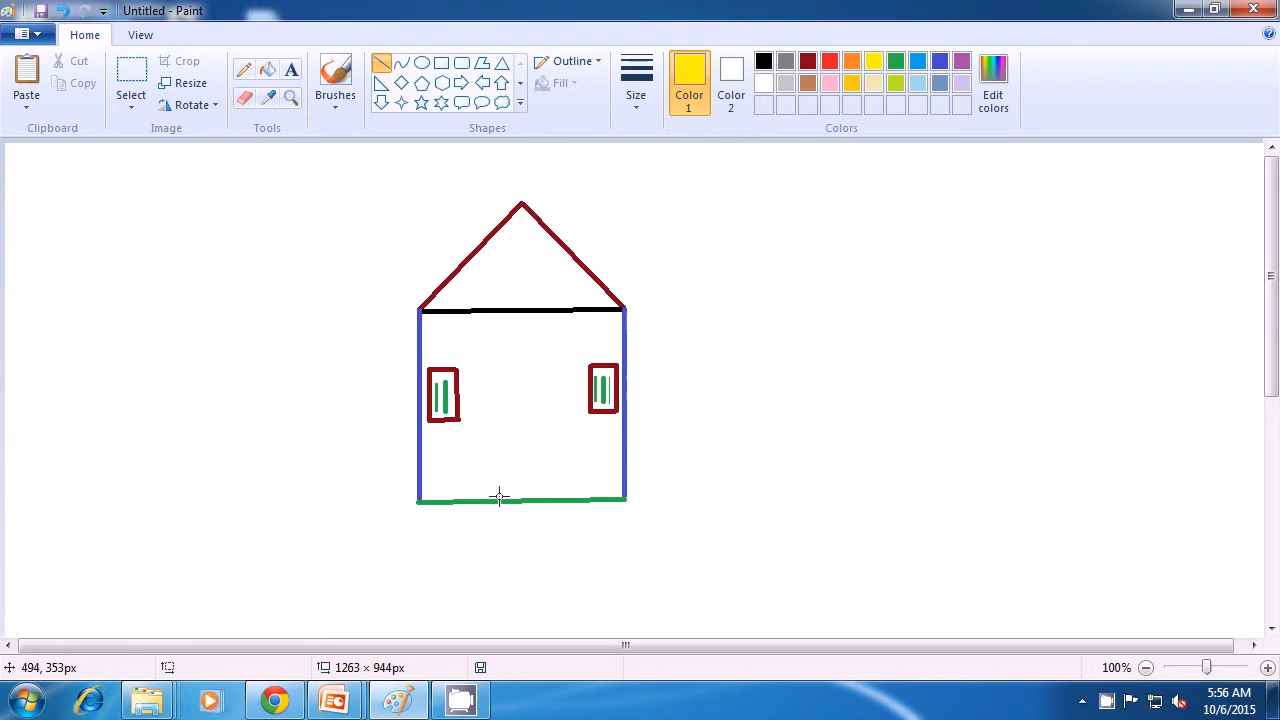 Untitled - Paint
Home
View
Paste
Cut
Copy
Clipboard
Select
Crop
Resize
Rotate
Image
A
Tools
Brushes
Outline
Fill
Shapes
Size
Color
1
Color
2
Edit
colors
Colors
494, 353px
1263 × 944px
100%
5:56 AM
10/6/2015